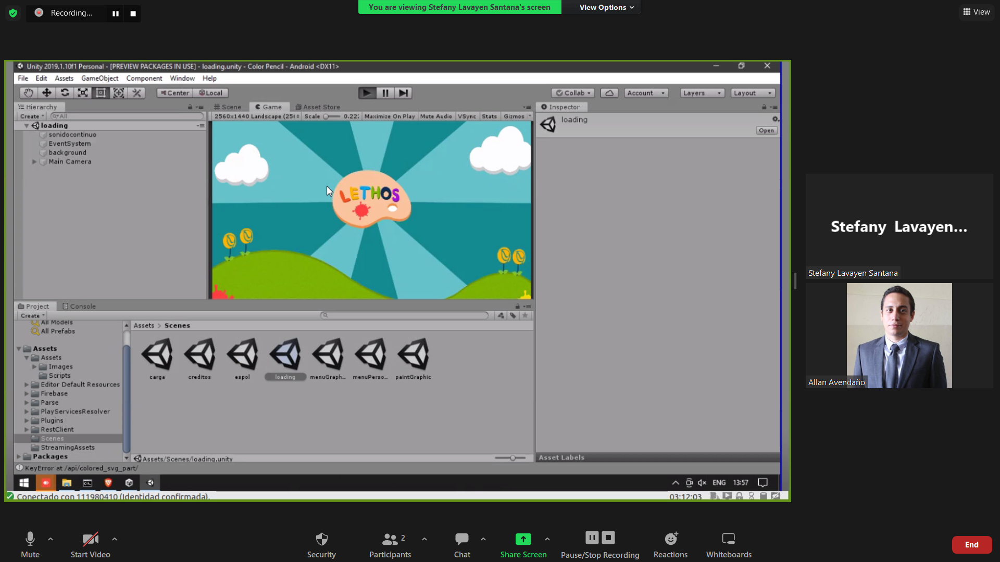 Recording...
You are viewing Stefany Lavayen Santana's screen
View Options
View
Unity 2019.1.10f1 Personal - [PREVIEW PACKAGES IN USE] - loading.unity - Color Pencil - Android <DX11>
File Edit Assets GameObject Component Window Help
Center Local
Collab Account Layers Layout
Hierarchy
Scene Game Asset Store
Inspector
Create All
2560x1440 Landscape (25 Scale 0.22 Maximize On Play Mute Audio VSync Stats Gizmos
loading
sonidocontinuo
EventSystem
background
Main Camera
loading
Open
LETHOS
Project Console
Create
All Models
All Prefabs
Assets
Assets
Images
Scripts
Editor Default Resources
Firebase
Parse
PlayServicesResolver
Plugins
RestClient
Scenes
StreamingAssets
Packages
Assets > Scenes
carga creditos espol loading menuGraph... menuPerso... paintGraphic
Assets/Scenes/loading.unity
Asset Labels
KeyError at /api/colored_svg_part/
ENG 13:57
Conectado con 111980410 (Identidad confirmada).
03:12:03
Stefany Lavayen...
Stefany Lavayen Santana
Allan Avendaño
Mute
Start Video
Security
2
Participants
Chat
Share Screen
Pause/Stop Recording
Reactions
Whiteboards
End